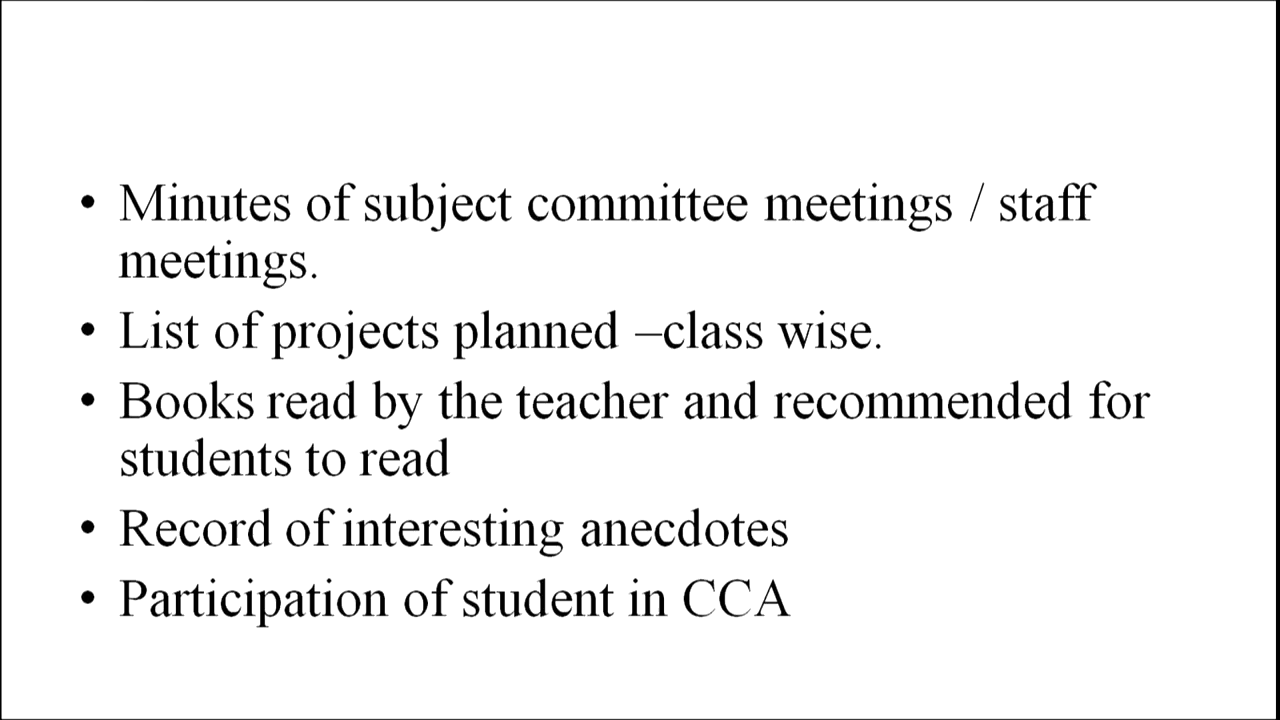 • Minutes of subject committee meetings / staff
meetings.
• List of projects planned –class wise.
• Books read by the teacher and recommended for
students to read
• Record of interesting anecdotes
• Participation of student in CCA